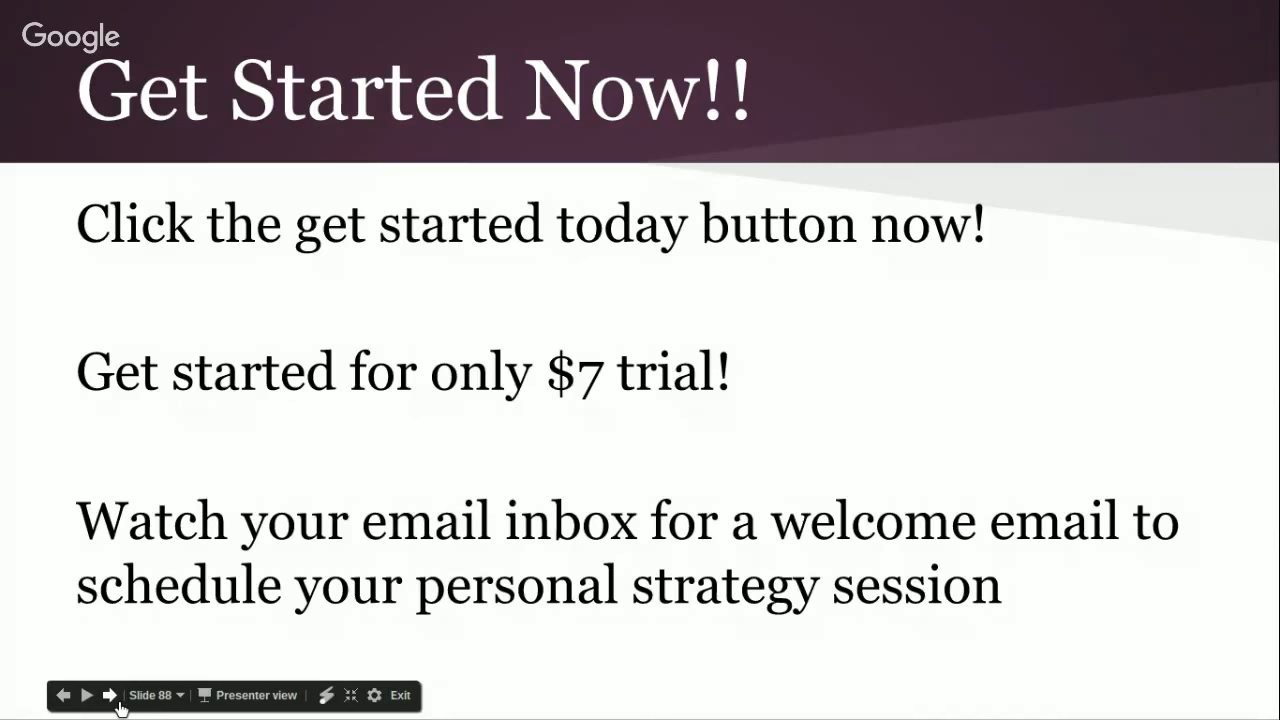 Google
Get Started Now!!
Click the get started today button now!
Get started for only $7 trial!
Watch your email inbox for a welcome email to
schedule your personal strategy session
Slide 88 Presenter view Exit